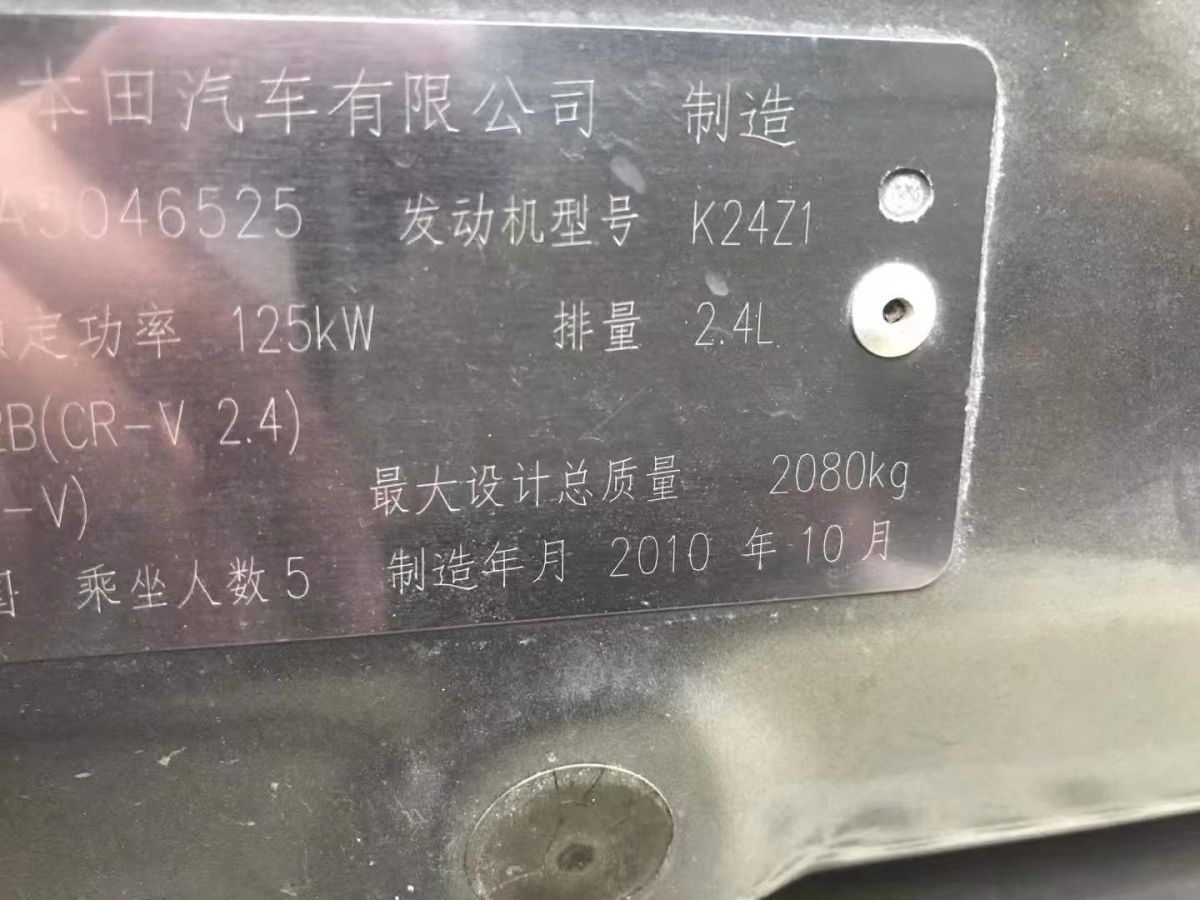 本田汽车有限公司 制造
A5046525 发动机型号 K24Z1
额定功率 125kW 排量 2.4L
2B(CR-V 2.4)
-V) 最大设计总质量 2080kg
乘坐人数5 制造年月 2010 年 10 月